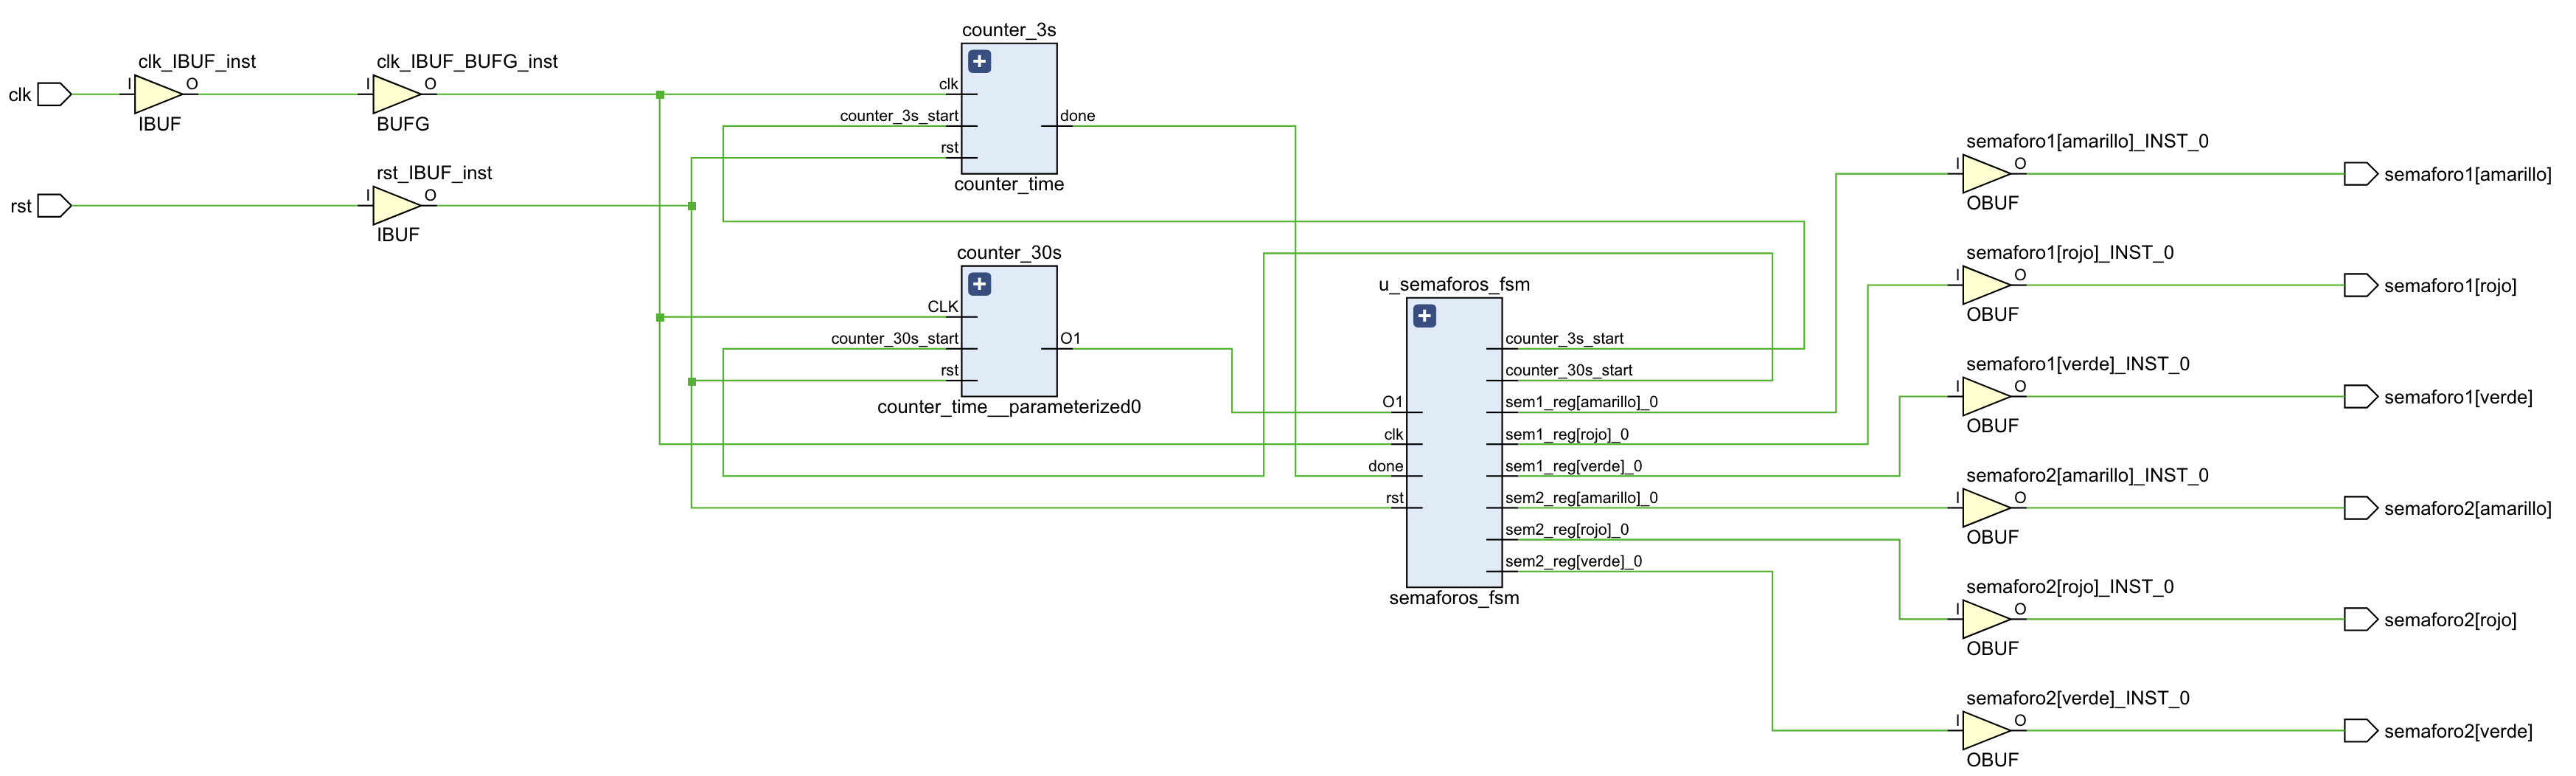 clk
clk_IBUF_inst
I
O
IBUF
clk_IBUF_BUFG_inst
I
O
BUFG
rst
rst_IBUF_inst
I
O
IBUF
counter_3s
clk
counter_3s_start
rst
done
counter_time
counter_30s
CLK
counter_30s_start
rst
O1
counter_time__parameterized0
u_semaforos_fsm
O1
clk
done
rst
counter_3s_start
counter_30s_start
sem1_reg[amarillo]_0
sem1_reg[rojo]_0
sem1_reg[verde]_0
sem2_reg[amarillo]_0
sem2_reg[rojo]_0
sem2_reg[verde]_0
semaforos_fsm
semaforo1[amarillo]_INST_0
I
O
OBUF
semaforo1[amarillo]
semaforo1[rojo]_INST_0
I
O
OBUF
semaforo1[rojo]
semaforo1[verde]_INST_0
I
O
OBUF
semaforo1[verde]
semaforo2[amarillo]_INST_0
I
O
OBUF
semaforo2[amarillo]
semaforo2[rojo]_INST_0
I
O
OBUF
semaforo2[rojo]
semaforo2[verde]_INST_0
I
O
OBUF
semaforo2[verde]